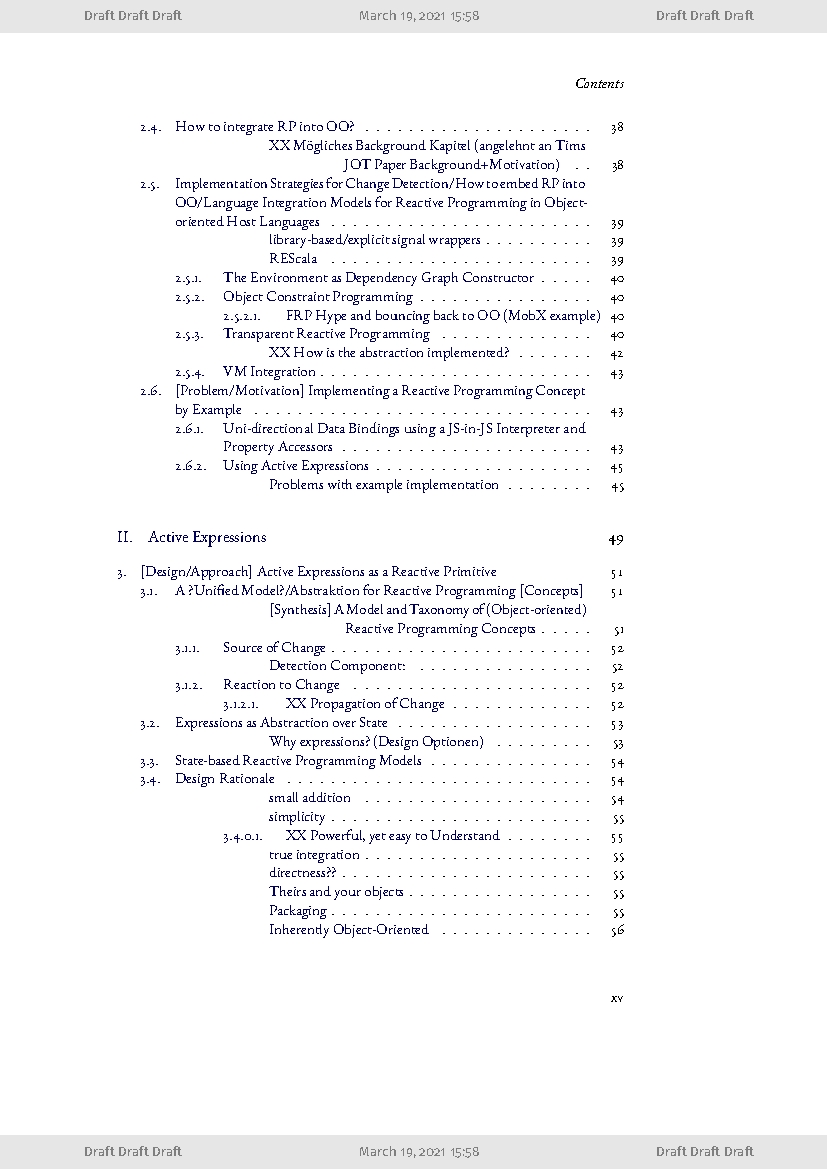 Draft Draft Draft March 19, 2021 15:58 Draft Draft Draft
Contents
2.4. How to integrate RP into OO? . . . . . . . . . . . . . . . . . . . . . 38
XX Mögliches Background Kapitel (angelehnt an Tims
JOT Paper Background+Motivation) . . 38
2.5. Implementation Strategies for Change Detection/How to embed RP into
OO/Language Integration Models for Reactive Programming in Object-
oriented Host Languages . . . . . . . . . . . . . . . . . . . . . . . . 39
library-based/explicit signal wrappers . . . . . . . . . . 39
REScala . . . . . . . . . . . . . . . . . . . . . . . . 39
2.5.1. The Environment as Dependency Graph Constructor . . . . . 40
2.5.2. Object Constraint Programming . . . . . . . . . . . . . . . . 40
2.5.2.1. FRP Hype and bouncing back to OO (MobX example) 40
2.5.3. Transparent Reactive Programming . . . . . . . . . . . . . . 40
XX How is the abstraction implemented? . . . . . . . 42
2.5.4. VM Integration . . . . . . . . . . . . . . . . . . . . . . . . . 43
2.6. [Problem/Motivation] Implementing a Reactive Programming Concept
by Example . . . . . . . . . . . . . . . . . . . . . . . . . . . . . . . 43
2.6.1. Uni-directional Data Bindings using a JS-in-JS Interpreter and
Property Accessors . . . . . . . . . . . . . . . . . . . . . . . 43
2.6.2. Using Active Expressions . . . . . . . . . . . . . . . . . . . . 45
Problems with example implementation . . . . . . . . 45
II. Active Expressions 49
3. [Design/Approach] Active Expressions as a Reactive Primitive 51
3.1. A ?Unified Model?/Abstraktion for Reactive Programming [Concepts] 51
[Synthesis] A Model and Taxonomy of (Object-oriented)
Reactive Programming Concepts . . . . . 51
3.1.1. Source of Change . . . . . . . . . . . . . . . . . . . . . . . . 52
Detection Component: . . . . . . . . . . . . . . . . 52
3.1.2. Reaction to Change . . . . . . . . . . . . . . . . . . . . . . 52
3.1.2.1. XX Propagation of Change . . . . . . . . . . . . . 52
3.2. Expressions as Abstraction over State . . . . . . . . . . . . . . . . . . 53
Why expressions? (Design Optionen) . . . . . . . . . 53
3.3. State-based Reactive Programming Models . . . . . . . . . . . . . . . 54
3.4. Design Rationale . . . . . . . . . . . . . . . . . . . . . . . . . . . . 54
small addition . . . . . . . . . . . . . . . . . . . . . 54
simplicity . . . . . . . . . . . . . . . . . . . . . . . . 55
3.4.0.1. XX Powerful, yet easy to Understand . . . . . . . . 55
true integration . . . . . . . . . . . . . . . . . . . . . 55
directness?? . . . . . . . . . . . . . . . . . . . . . . . 55
Theirs and your objects . . . . . . . . . . . . . . . . . 55
Packaging . . . . . . . . . . . . . . . . . . . . . . . . 55
Inherently Object-Oriented . . . . . . . . . . . . . . 56
xv
Draft Draft Draft March 19, 2021 15:58 Draft Draft Draft